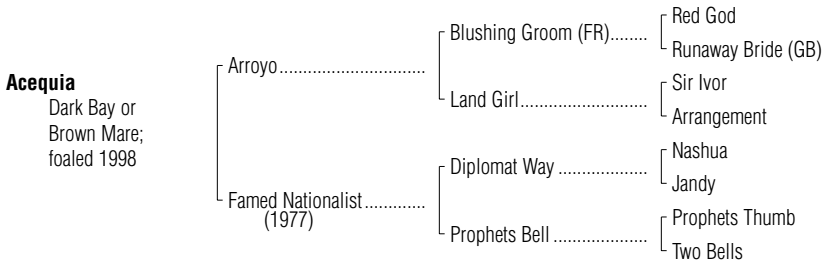 Acequia
Dark Bay or
Brown Mare;
foaled 1998
Arroyo..............................
Famed Nationalist.............
(1977)
Blushing Groom (FR)........
Land Girl...........................
Diplomat Way ...................
Prophets Bell ....................
Red God
Runaway Bride (GB)
Sir Ivor
Arrangement
Nashua
Jandy
Prophets Thumb
Two Bells